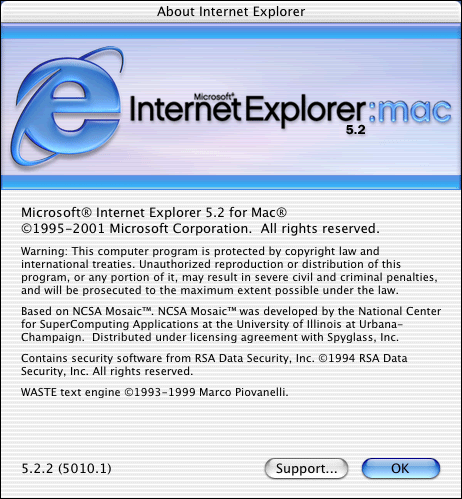 About Internet Explorer
Microsoft®
Internet Explorer:mac
5.2
Microsoft® Internet Explorer 5.2 for Mac®
©1995-2001 Microsoft Corporation.  All rights reserved.
Warning: This computer program is protected by copyright law and
international treaties. Unauthorized reproduction or distribution of this
program, or any portion of it, may result in severe civil and criminal penalties,
and will be prosecuted to the maximum extent possible under the law.
Based on NCSA Mosaic™. NCSA Mosaic™ was developed by the National Center
for SuperComputing Applications at the University of Illinois at Urbana-
Champaign.  Distributed under licensing agreement with Spyglass, Inc.
Contains security software from RSA Data Security, Inc. ©1994 RSA Data
Security, Inc. All rights reserved.
WASTE text engine ©1993-1999 Marco Piovanelli.
5.2.2 (5010.1)
Support...
OK